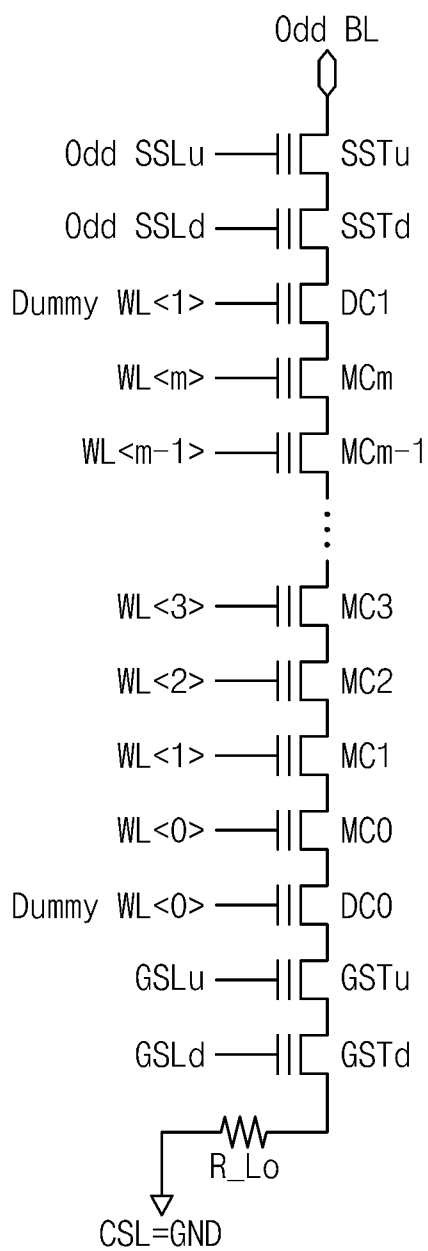 Odd BL
Odd SSLu SSTu
Odd SSLd SSTd
Dummy WL<1> DC1
WL<m> MCm
WL<m-1> MCm-1
WL<3> MC3
WL<2> MC2
WL<1> MC1
WL<0> MC0
Dummy WL<0> DC0
GSLu GSTu
GSLd GSTd
R_Lo
CSL=GND